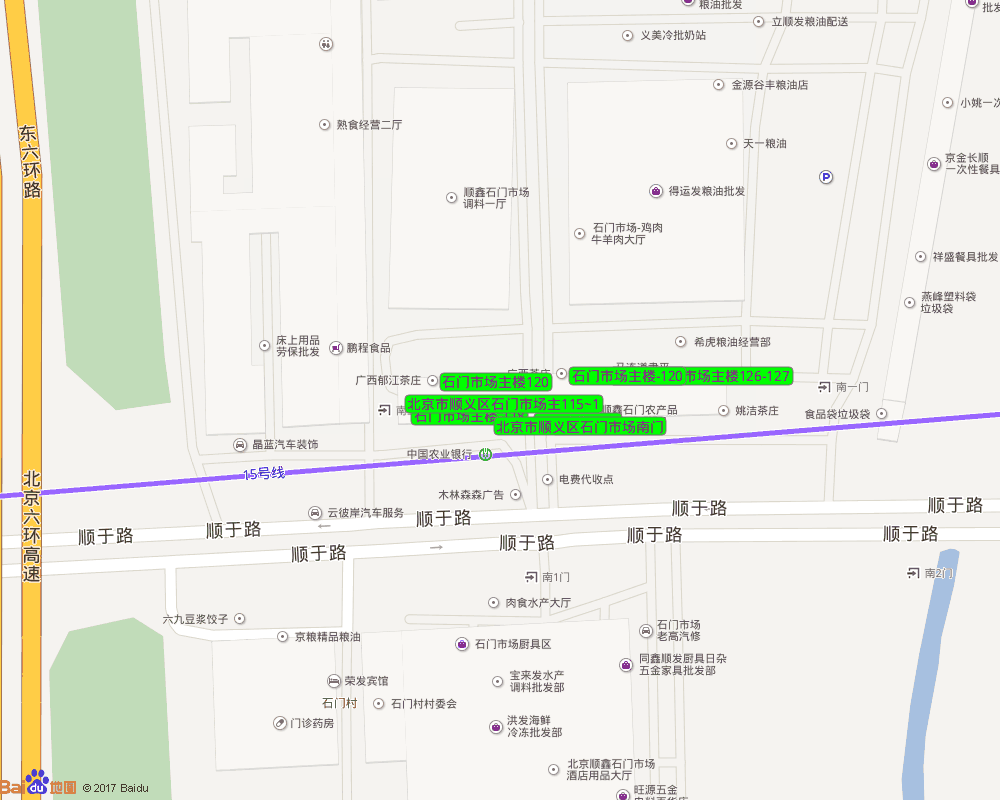 粮油批发
批发
立顺发粮油配送
义美冷批奶站
金源谷丰粮油店
小姚一次
熟食经营二厅
天一粮油
东六环路
京金长顺
一次性餐具
顺鑫石门市场
调料一厅
得运发粮油批发
石门市场-鸡肉
牛羊肉大厅
祥盛餐具批发
燕峰塑料袋
垃圾袋
床上用品
劳保批发
鹏程食品
希虎粮油经营部
广西郁江茶庄
石门市场主楼120
石门市场主楼-120
市场主楼126-127
南一门
北京市顺义区石门市场主115~1
石门市场主楼
顺鑫石门农产品
姚洁茶庄
食品袋垃圾袋
北京市顺义区石门市场南门
晶蓝汽车装饰
中国农业银行
15号线
电费代收点
木林森森广告
北京六环高速
云彼岸汽车服务
顺于路
顺于路
顺于路
顺于路
顺于路
顺于路
顺于路
顺于路
顺于路
南1门
南2门
肉食水产大厅
六九豆浆饺子
京粮精品粮油
石门市场
老高汽修
石门市场厨具区
同鑫顺发厨具日杂
五金家具批发部
荣发宾馆
宝来发水产
调料批发部
石门村
石门村村委会
门诊药房
洪发海鲜
冷冻批发部
北京顺鑫石门市场
酒店用品大厅
旺源五金
Bai du 地图
© 2017 Baidu